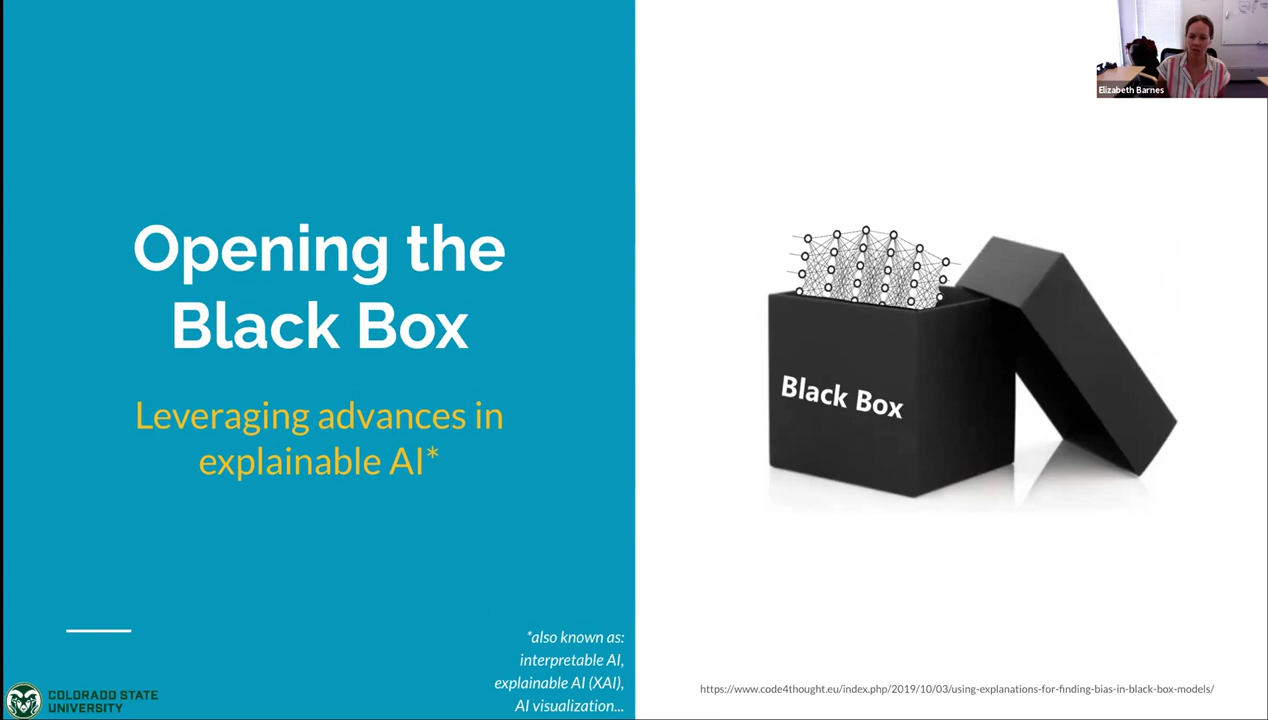 Opening the
Black Box
Leveraging advances in
explainable AI*
*also known as:
interpretable AI,
explainable AI (XAI),
AI visualization...
COLORADO STATE
UNIVERSITY
Elizabeth Barnes
Black Box
https://www.code4thought.eu/index.php/2019/10/03/using-explanations-for-finding-bias-in-black-box-models/